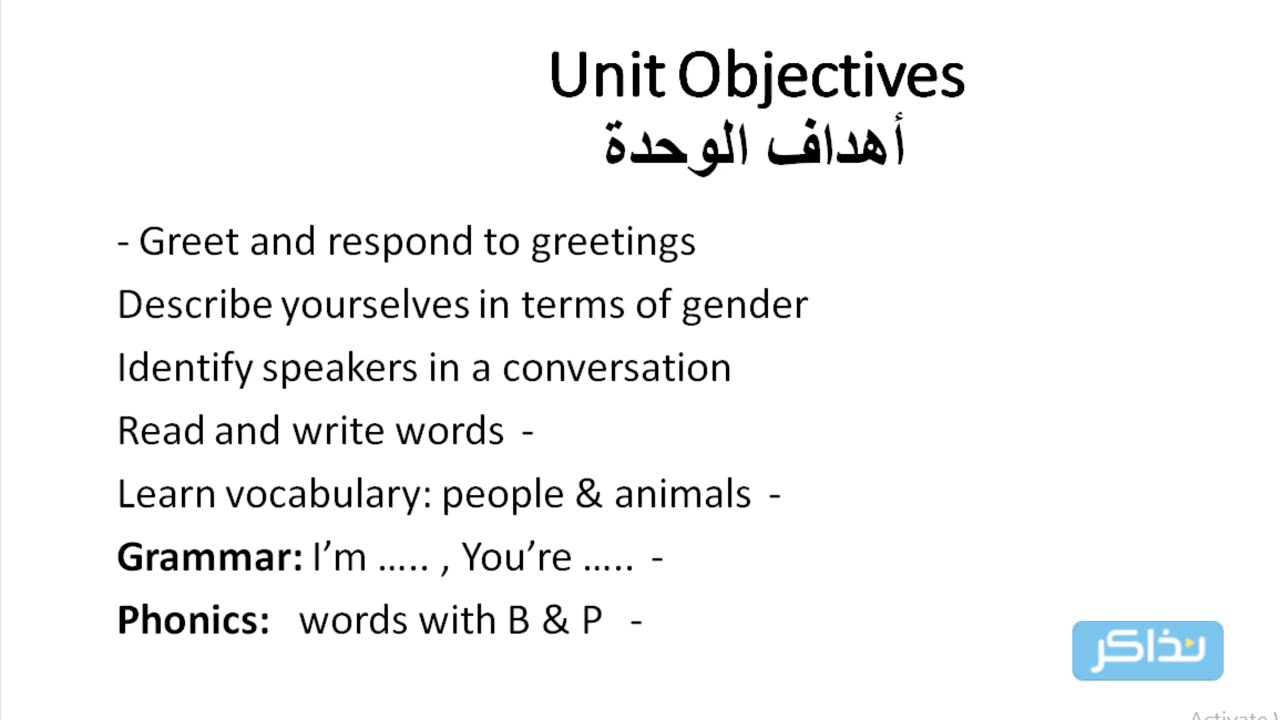 Unit Objectives
أهداف الوحدة
- Greet and respond to greetings
Describe yourselves in terms of gender
Identify speakers in a conversation
Read and write words -
Learn vocabulary: people & animals -
Grammar: I’m ..... , You’re ..... -
Phonics: words with B & P -
نذاكر